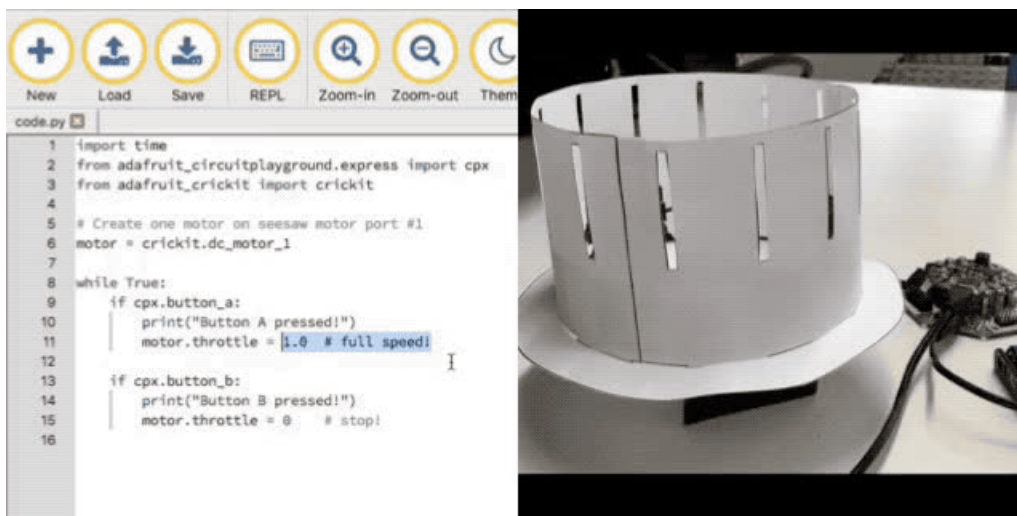 New Load Save REPL Zoom-in Zoom-out Them
code.py
1 import time
2 from adafruit_circuitplayground.express import cpx
3 from adafruit_crickit import crickit
4
5 # Create one motor on seesaw motor port #1
6 motor = crickit.dc_motor_1
7
8 while True:
9     if cpx.button_a:
10         print("Button A pressed!")
11         motor.throttle = 1.0  # full speed!
12
13     if cpx.button_b:
14         print("Button B pressed!")
15         motor.throttle = 0    # stop!
16